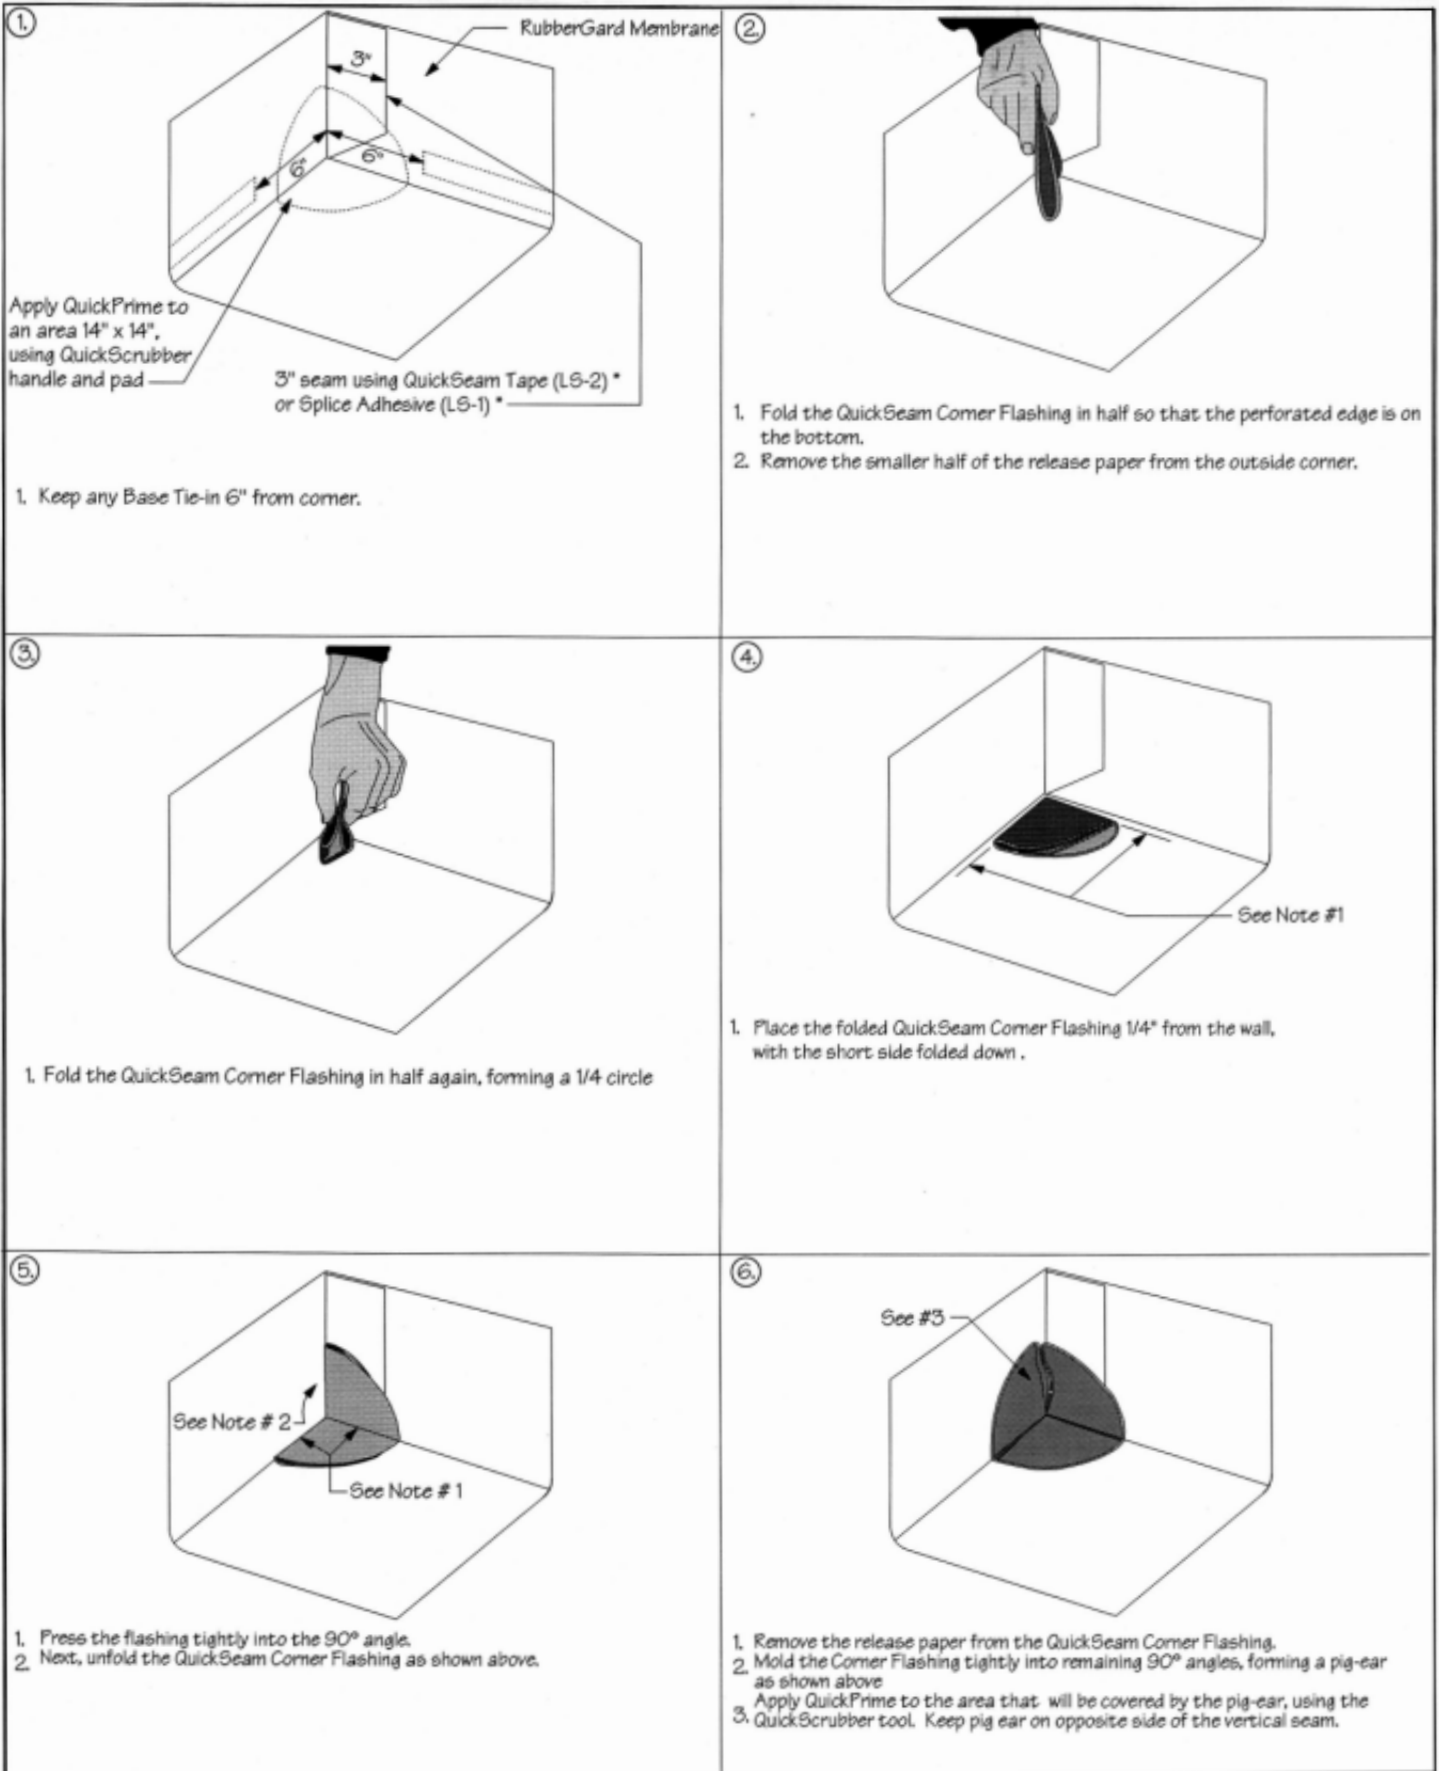 1.
RubberGard Membrane
3"
6"
6"
Apply QuickPrime to
an area 14" x 14",
using QuickScrubber
handle and pad
3" seam using QuickSeam Tape (LS-2) *
or Splice Adhesive (LS-1) *
1. Keep any Base Tie-in 6" from corner.
2.
1. Fold the QuickSeam Corner Flashing in half so that the perforated edge is on
the bottom.
2. Remove the smaller half of the release paper from the outside corner.
3.
1. Fold the QuickSeam Corner Flashing in half again, forming a 1/4 circle
4.
See Note #1
1. Place the folded QuickSeam Corner Flashing 1/4" from the wall,
with the short side folded down.
5.
See Note # 2
See Note # 1
1. Press the flashing tightly into the 90° angle.
2. Next, unfold the QuickSeam Corner Flashing as shown above.
6.
See #3
1. Remove the release paper from the QuickSeam Corner Flashing.
2. Mold the Corner Flashing tightly into remaining 90° angles, forming a pig-ear
as shown above
3. Apply QuickPrime to the area that will be covered by the pig-ear, using the
QuickScrubber tool. Keep pig ear on opposite side of the vertical seam.